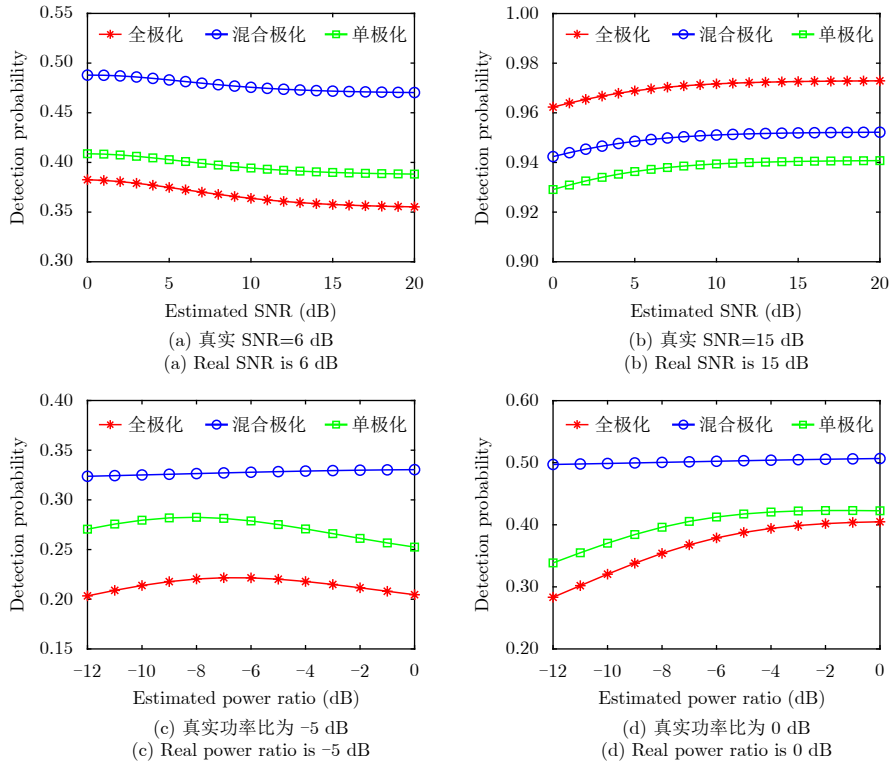 全极化 混合极化 单极化
Detection probability
0.55
0.50
0.45
0.40
0.35
0.30
0 5 10 15 20
Estimated SNR (dB)
(a) 真实 SNR=6 dB
(a) Real SNR is 6 dB
全极化 混合极化 单极化
Detection probability
1.00
0.98
0.96
0.94
0.92
0.90
0 5 10 15 20
Estimated SNR (dB)
(b) 真实 SNR=15 dB
(b) Real SNR is 15 dB
全极化 混合极化 单极化
Detection probability
0.40
0.35
0.30
0.25
0.20
0.15
–12 –10 –8 –6 –4 –2 0
Estimated power ratio (dB)
(c) 真实功率比为 –5 dB
(c) Real power ratio is –5 dB
全极化 混合极化 单极化
Detection probability
0.60
0.50
0.40
0.30
0.20
–12 –10 –8 –6 –4 –2 0
Estimated power ratio (dB)
(d) 真实功率比为 0 dB
(d) Real power ratio is 0 dB